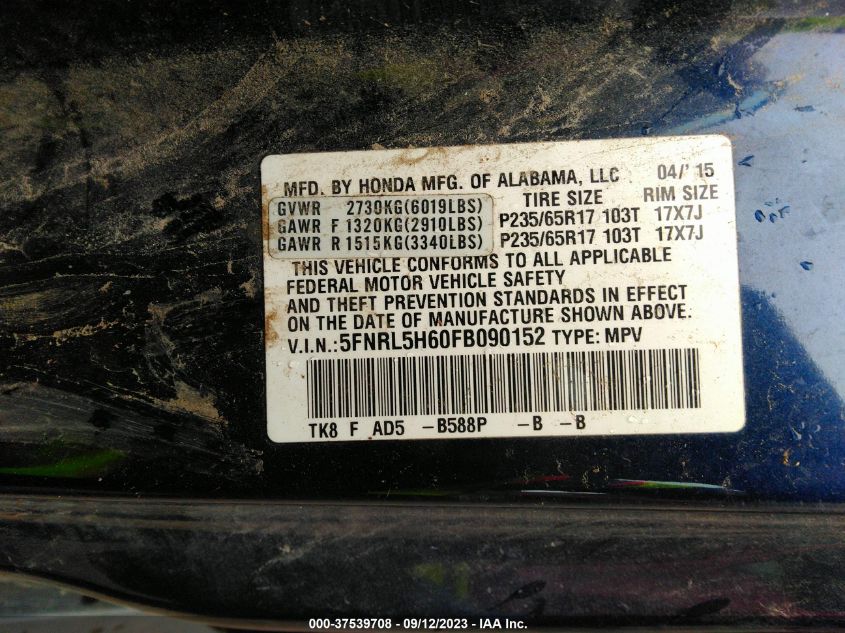 MFD. BY HONDA MFG. OF ALABAMA, LLC 04/'15
TIRE SIZE RIM SIZE
GVWR 2730KG(6019LBS)
GAWR F 1320KG(2910LBS) P235/65R17 103T 17X7J
GAWR R 1515KG(3340LBS) P235/65R17 103T 17X7J
THIS VEHICLE CONFORMS TO ALL APPLICABLE
FEDERAL MOTOR VEHICLE SAFETY
AND THEFT PREVENTION STANDARDS IN EFFECT
ON THE DATE OF MANUFACTURE SHOWN ABOVE.
V.I.N.:5FNRL5H60FB090152 TYPE: MPV
TK8 F AD5 -B588P -B -B
000-37539708 - 09/12/2023 - IAA Inc.